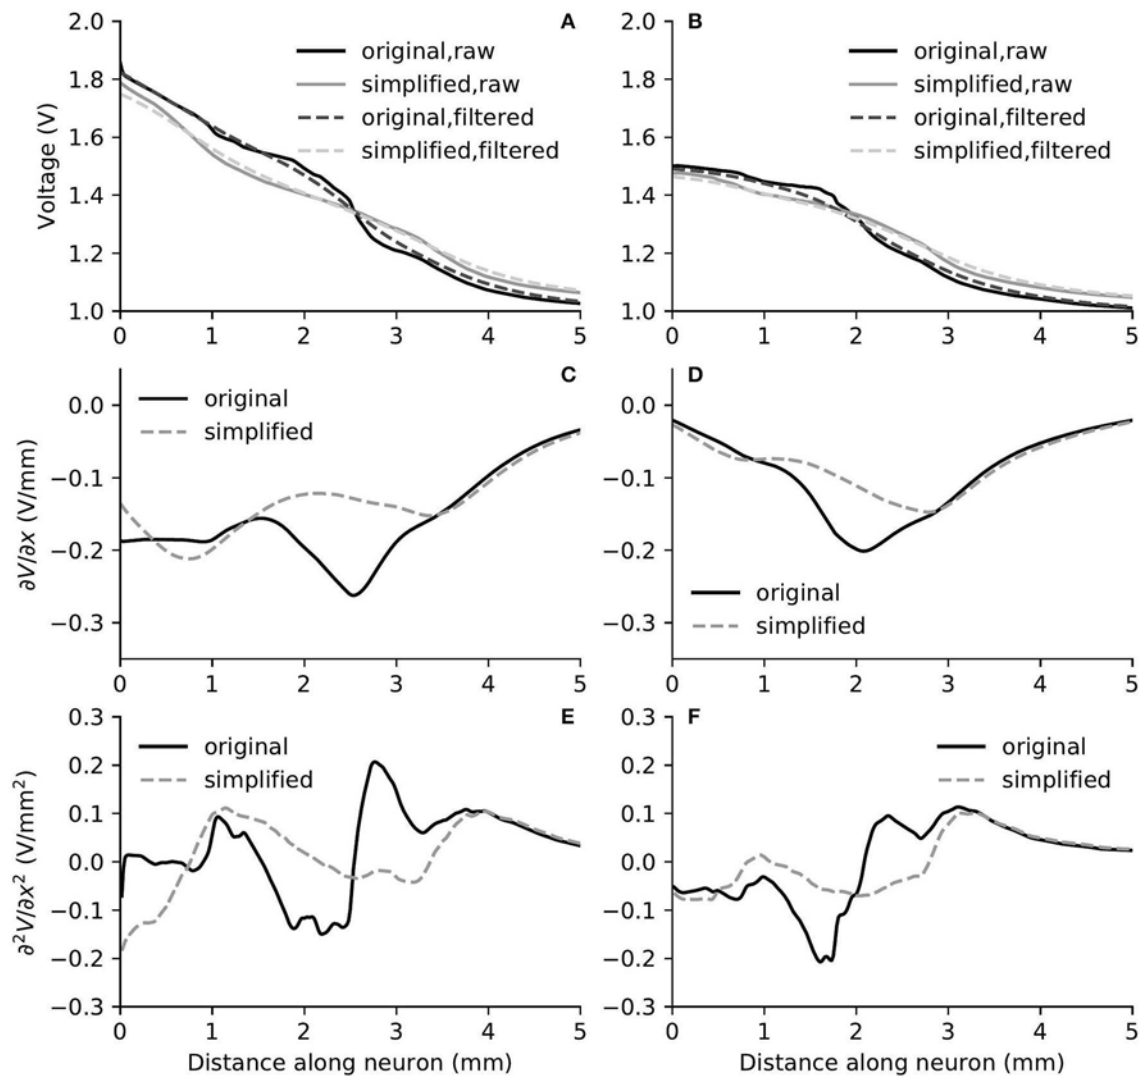 A
2.0
1.8
1.6
1.4
1.2
1.0
Voltage (V)
original,raw
simplified,raw
original,filtered
simplified,filtered
0 1 2 3 4 5
B
2.0
1.8
1.6
1.4
1.2
1.0
original,raw
simplified,raw
original,filtered
simplified,filtered
0 1 2 3 4 5
C
0.0
−0.1
−0.2
−0.3
∂V/∂x (V/mm)
original
simplified
0 1 2 3 4 5
D
0.0
−0.1
−0.2
−0.3
original
simplified
0 1 2 3 4 5
E
0.3
0.2
0.1
0.0
−0.1
−0.2
−0.3
∂²V/∂x² (V/mm²)
original
simplified
0 1 2 3 4 5
Distance along neuron (mm)
F
0.3
0.2
0.1
0.0
−0.1
−0.2
−0.3
original
simplified
0 1 2 3 4 5
Distance along neuron (mm)